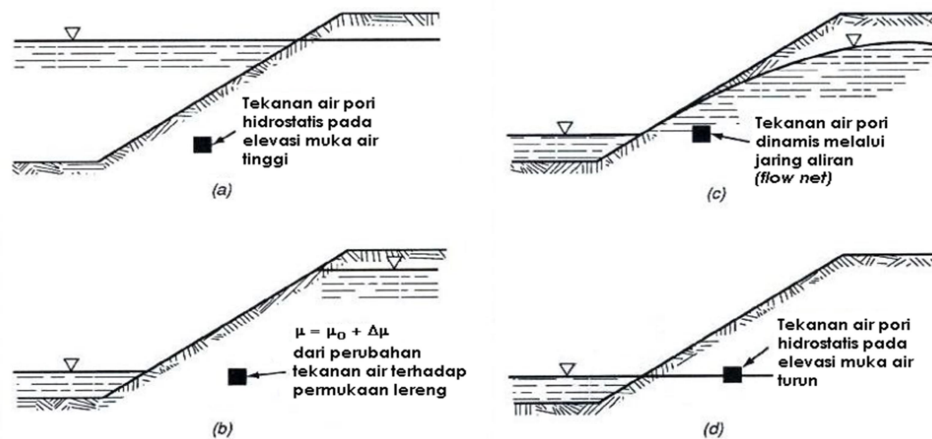 Tekanan air pori
hidrostatis pada
elevasi muka air
tinggi
(a)
μ = μ₀ + Δμ
dari perubahan
tekanan air terhadap
permukaan lereng
(b)
Tekanan air pori
dinamis melalui
jaring aliran
(flow net)
(c)
Tekanan air pori
hidrostatis pada
elevasi muka air
turun
(d)